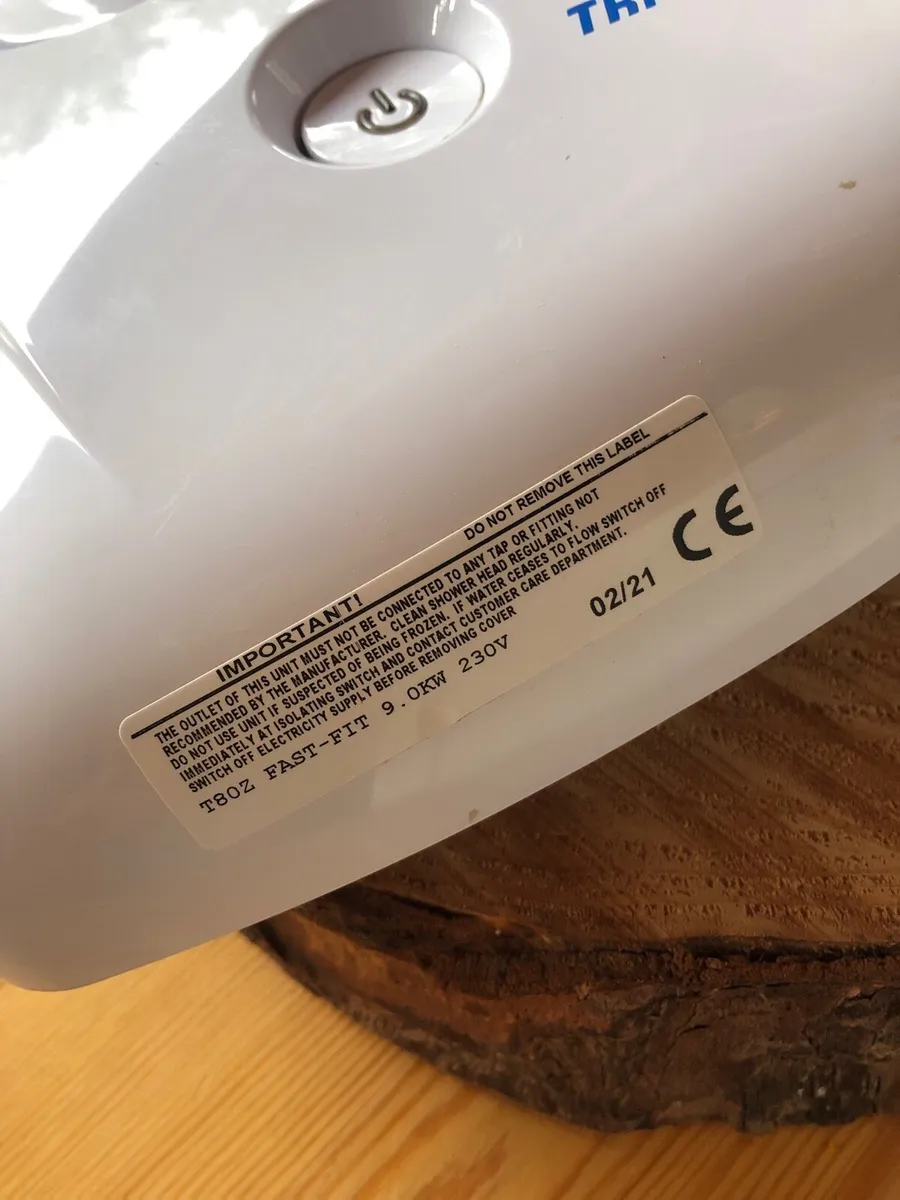 IMPORTANT! DO NOT REMOVE THIS LABEL
THE OUTLET OF THIS UNIT MUST NOT BE CONNECTED TO ANY TAP OR FITTING NOT
RECOMMENDED BY THE MANUFACTURER. CLEAN SHOWER HEAD REGULARLY.
DO NOT USE UNIT IF SUSPECTED OF BEING FROZEN. IF WATER CEASES TO FLOW SWITCH OFF
IMMEDIATELY AT ISOLATING SWITCH AND CONTACT CUSTOMER CARE DEPARTMENT.
SWITCH OFF ELECTRICITY SUPPLY BEFORE REMOVING COVER
T80Z FAST-FIT 9.0KW 230V
02/21
CE